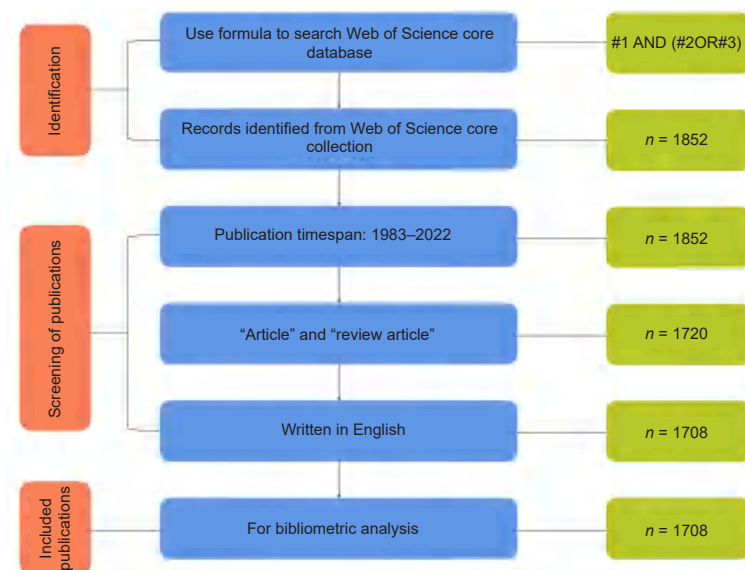 Identification
Use formula to search Web of Science core
database
#1 AND (#2OR#3)
Records identified from Web of Science core
collection
n = 1852
Screening of publications
Publication timespan: 1983–2022
n = 1852
“Article” and “review article”
n = 1720
Written in English
n = 1708
Included
publications
For bibliometric analysis
n = 1708